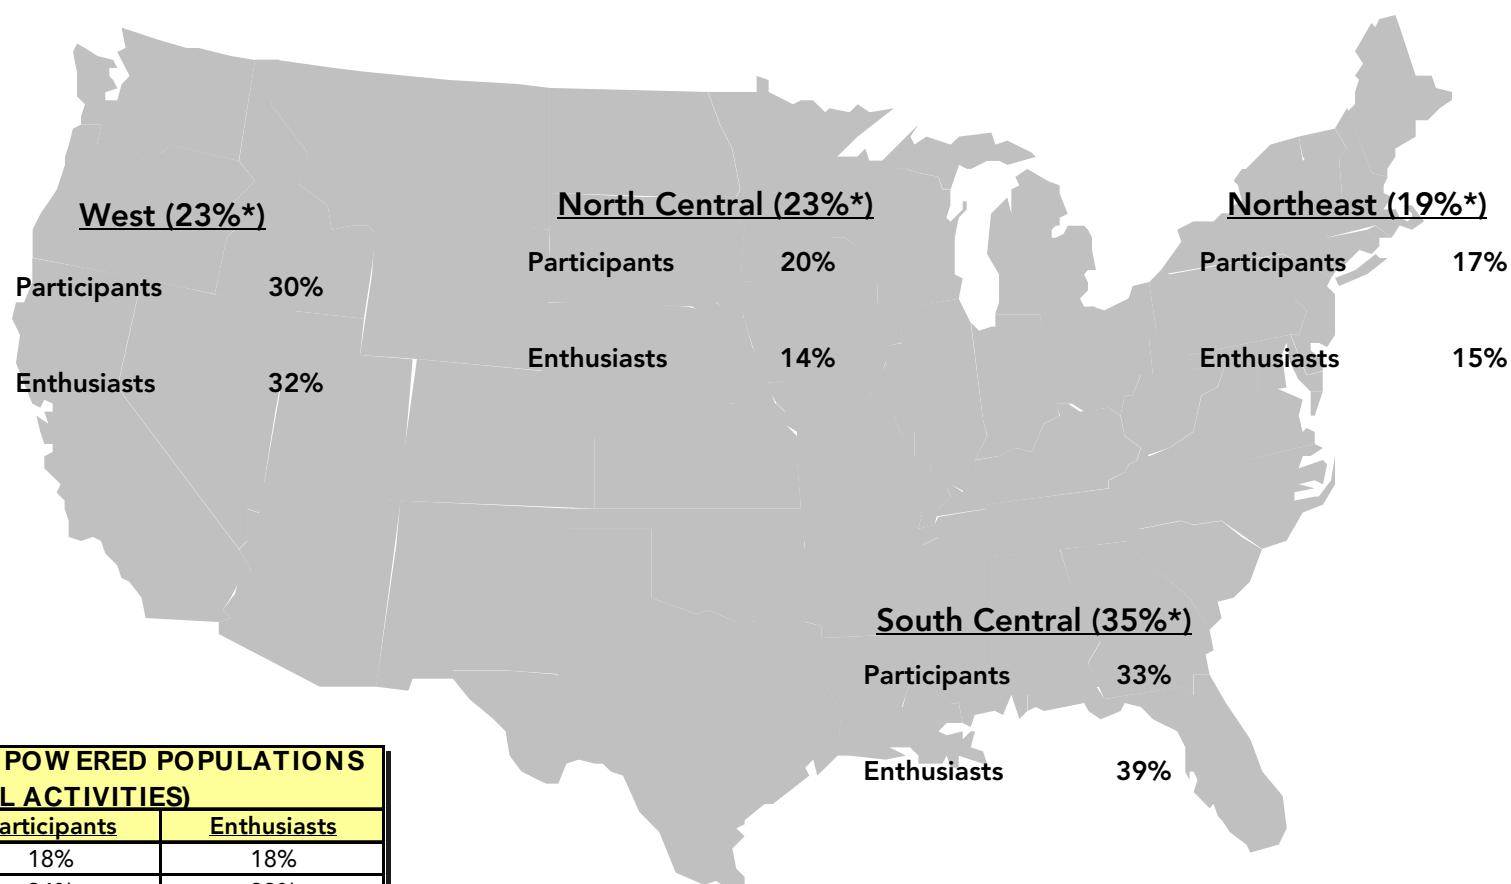 West (23%*)
Participants 30%
Enthusiasts 32%
North Central (23%*)
Participants 20%
Enthusiasts 14%
Northeast (19%*)
Participants 17%
Enthusiasts 15%
South Central (35%*)
Participants 33%
Enthusiasts 39%
POWERED POPULATIONS
L ACTIVITIES)
articipants Enthusiasts
18% 18%